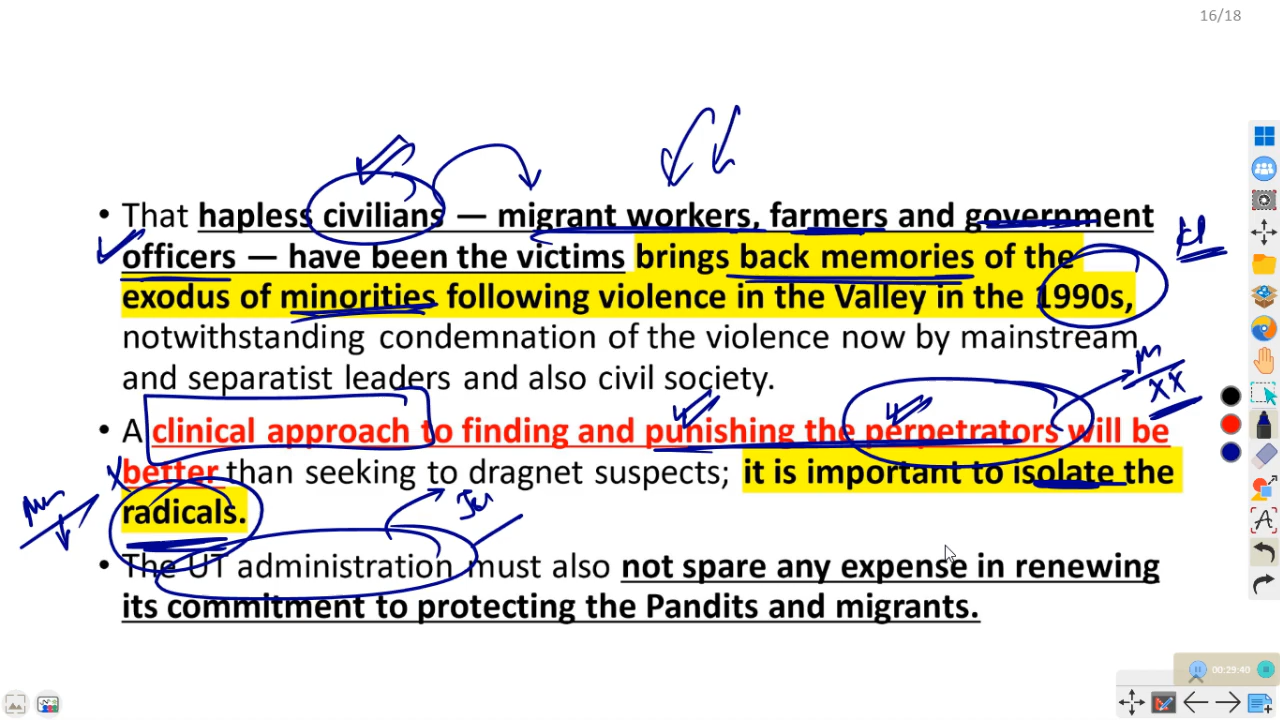 16/18
• That hapless civilians — migrant workers, farmers and government
officers — have been the victims brings back memories of the
exodus of minorities following violence in the Valley in the 1990s,
notwithstanding condemnation of the violence now by mainstream
and separatist leaders and also civil society.
• A clinical approach to finding and punishing the perpetrators will be
better than seeking to dragnet suspects; it is important to isolate the
radicals.
• The UT administration must also not spare any expense in renewing
its commitment to protecting the Pandits and migrants.
00:29:40